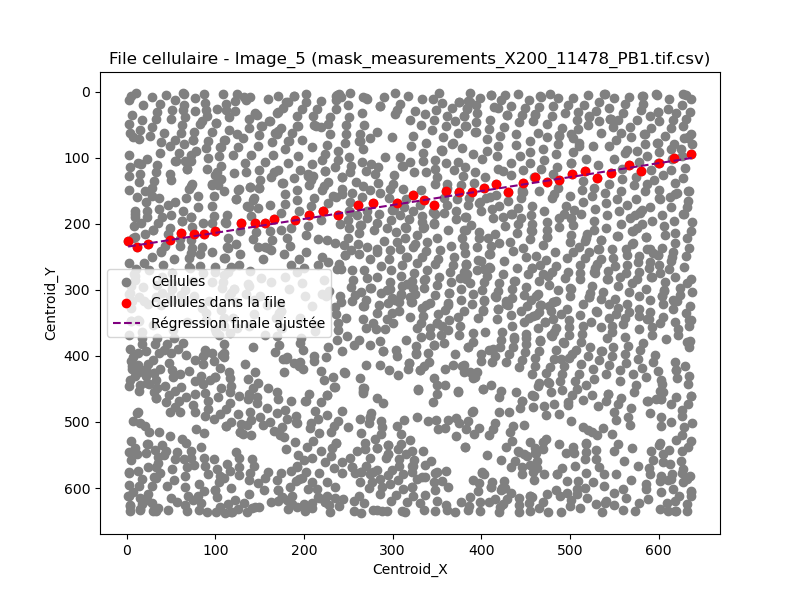 File cellulaire - Image_5 (mask_measurements_X200_11478_PB1.tif.csv)
0
100
200
300
400
500
600
Centroid_Y
Cellules
Cellules dans la file
Régression finale ajustée
0 100 200 300 400 500 600
Centroid_X